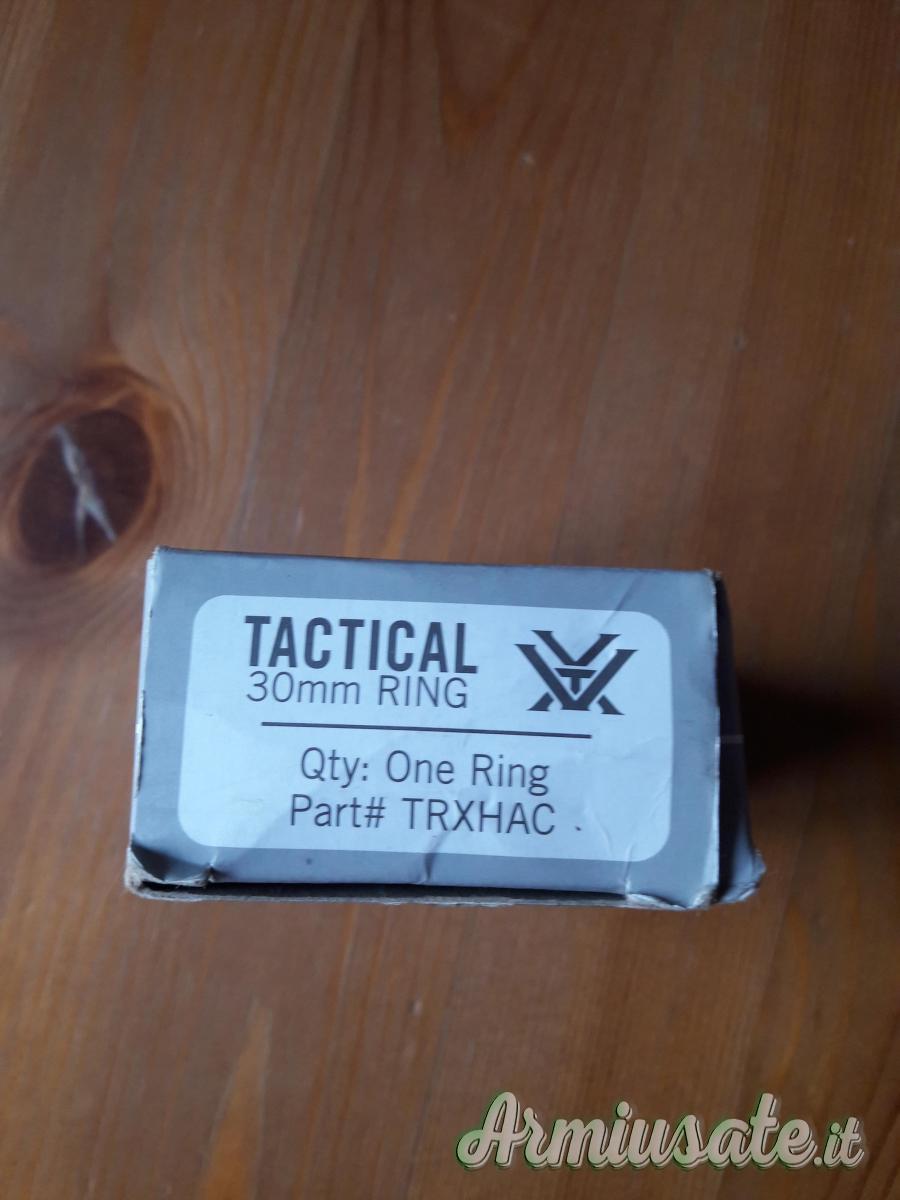 TACTICAL
30mm RING
Qty: One Ring
Part# TRXHAC
Armiusate.it